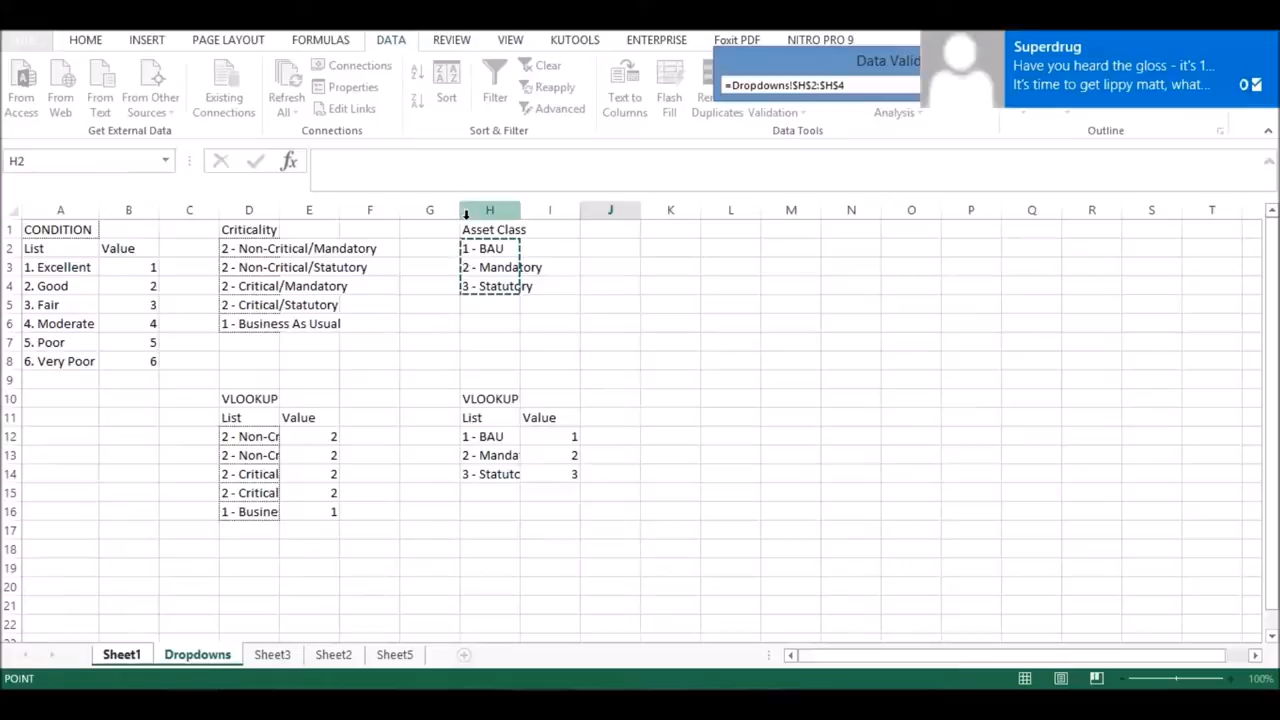 HOME INSERT PAGE LAYOUT FORMULAS DATA REVIEW VIEW KUTOOLS ENTERPRISE Foxit PDF NITRO PRO 9
Superdrug
Have you heard the gloss - it's 1...
It's time to get lippy matt, what...
0
Data Valid
=Dropdowns!$H$2:$H$4
From Access
From Web
From Text
From Other Sources
Existing Connections
Refresh All
Connections
Properties
Edit Links
Sort
Filter
Clear
Reapply
Advanced
Text to Columns
Flash Fill
Remove Duplicates
Validation
Analysis
Get External Data Connections Sort & Filter Data Tools Outline
H2 fx
A B C D E F G H I J K L M N O P Q R S T
1 CONDITION Criticality Asset Class
2 List Value 2 - Non-Critical/Mandatory 1 - BAU
3 1. Excellent 1 2 - Non-Critical/Statutory 2 - Mandatory
4 2. Good 2 2 - Critical/Mandatory 3 - Statutory
5 3. Fair 3 2 - Critical/Statutory
6 4. Moderate 4 1 - Business As Usual
7 5. Poor 5
8 6. Very Poor 6
9
10 VLOOKUP VLOOKUP
11 List Value List Value
12 2 - Non-Cr 2 1 - BAU 1
13 2 - Non-Cr 2 2 - Manda 2
14 2 - Critical 2 3 - Statutc 3
15 2 - Critical 2
16 1 - Busine 1
17
18
19
20
21
22
Sheet1 Dropdowns Sheet3 Sheet2 Sheet5
POINT 100%